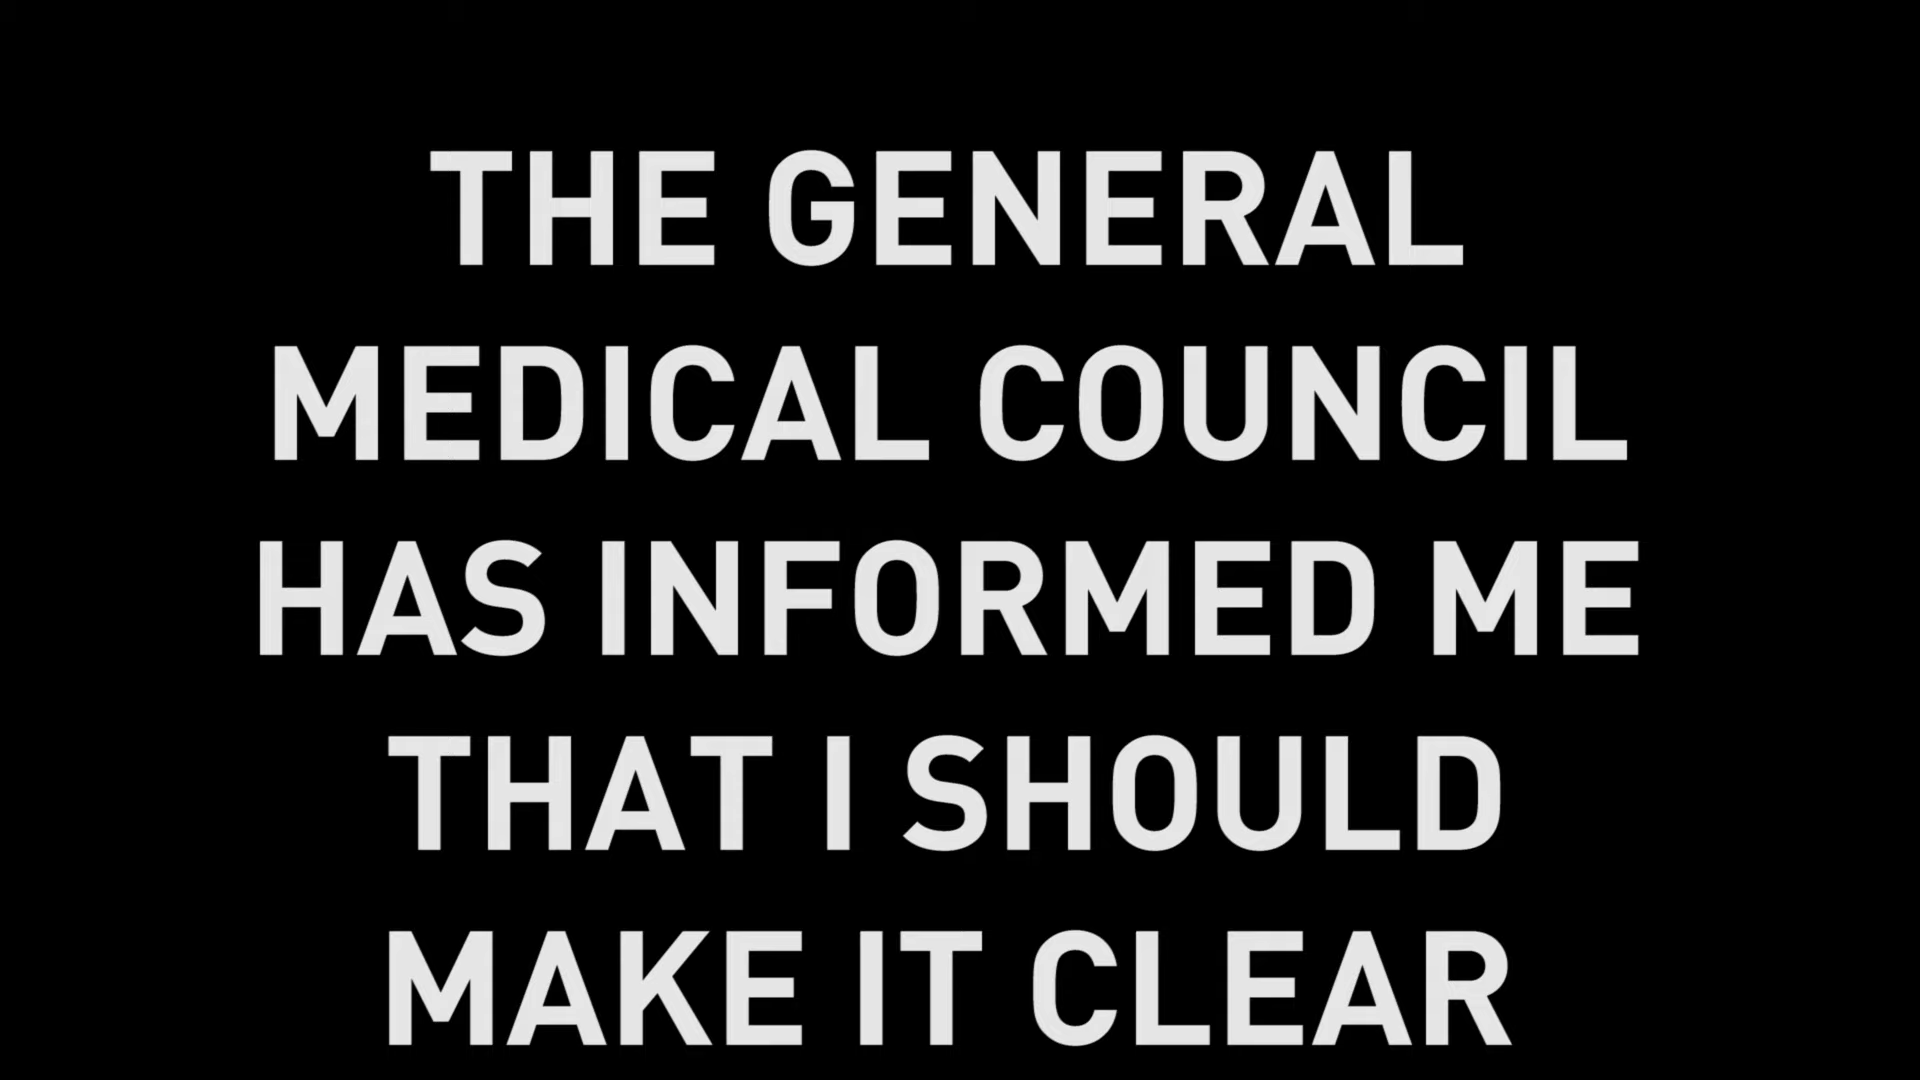 THE GENERAL
MEDICAL COUNCIL
HAS INFORMED ME
THAT I SHOULD
MAKE IT CLEAR